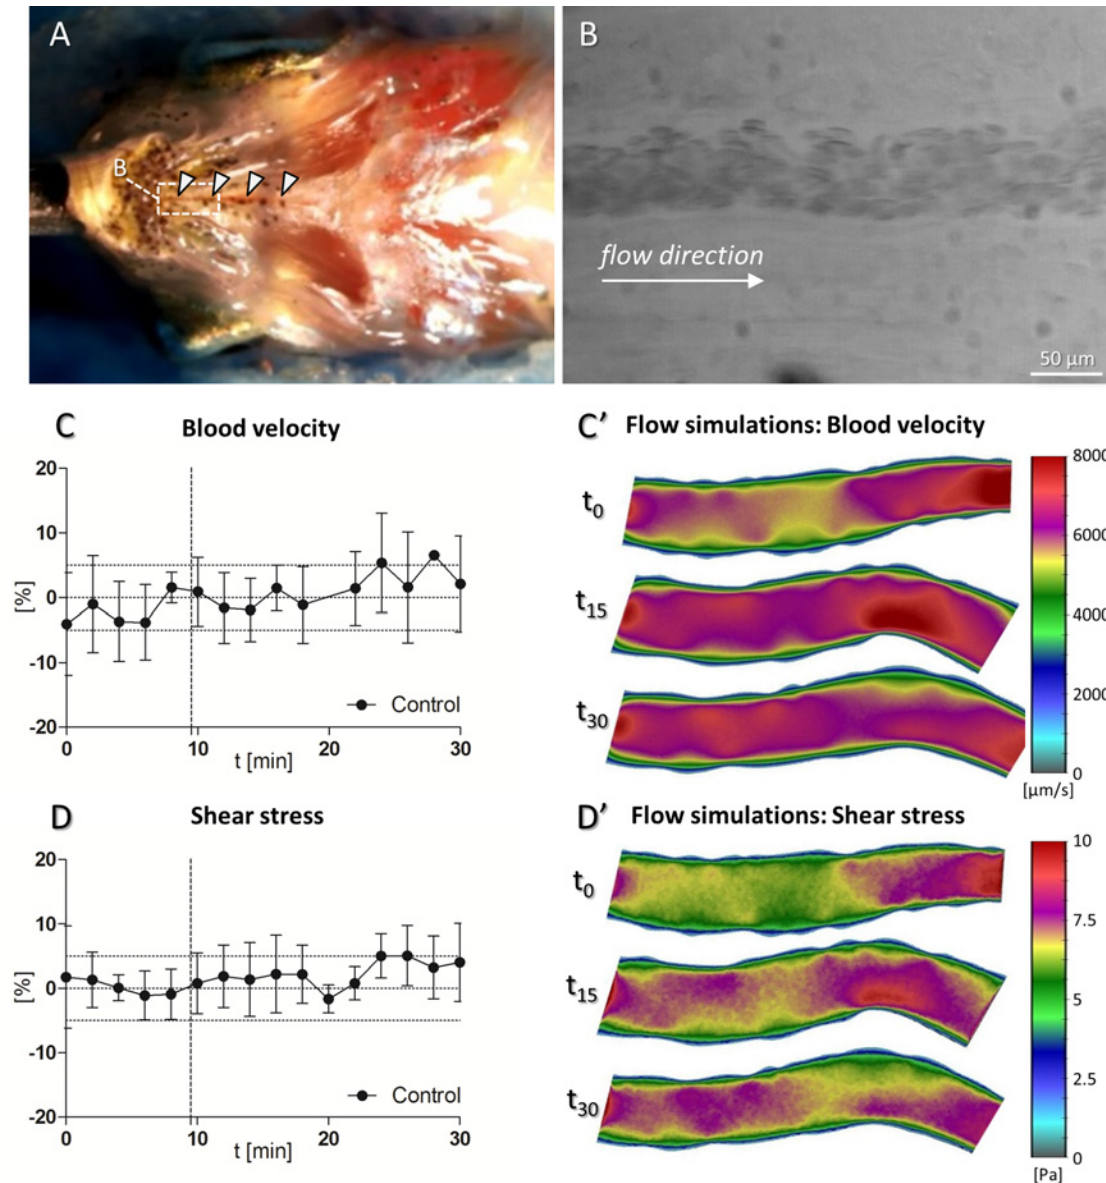 A
B
B
flow direction
50 µm
C
Blood velocity
20
10
0
-10
-20
[%]
Control
0
10
20
30
t [min]
C’
Flow simulations: Blood velocity
t0
t15
t30
8000
6000
4000
2000
0
[µm/s]
D
Shear stress
20
10
0
-10
-20
[%]
Control
0
10
20
30
t [min]
D’
Flow simulations: Shear stress
t0
t15
t30
10
7.5
5
2.5
0
[Pa]